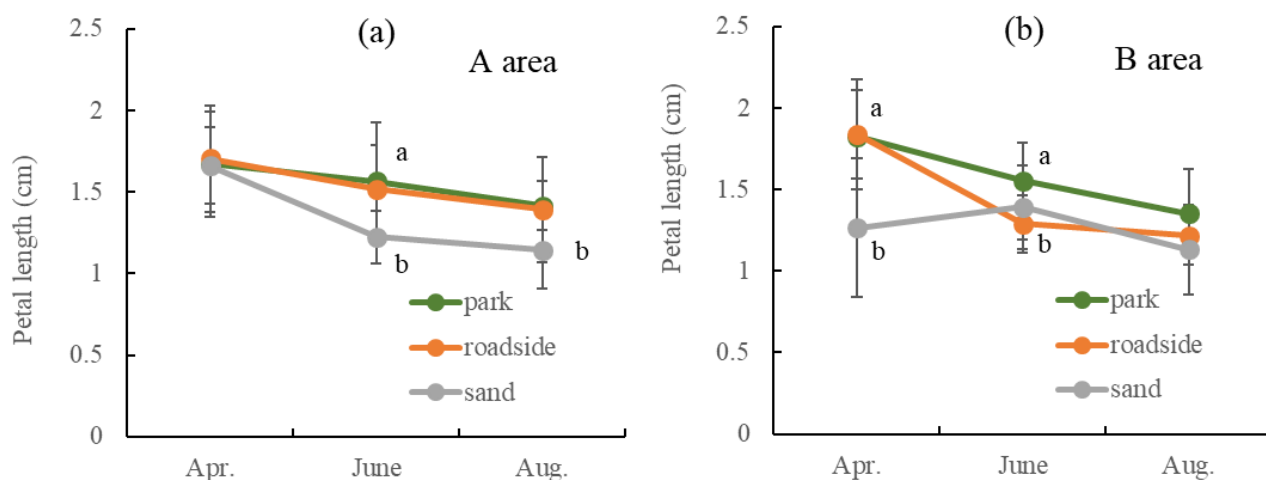 (a)
A area
Petal length (cm)
2.5
2
1.5
1
0.5
0
a
b
b
park
roadside
sand
Apr.
June
Aug.
(b)
B area
Petal length (cm)
2.5
2
1.5
1
0.5
0
a
b
a
b
park
roadside
sand
Apr.
June
Aug.